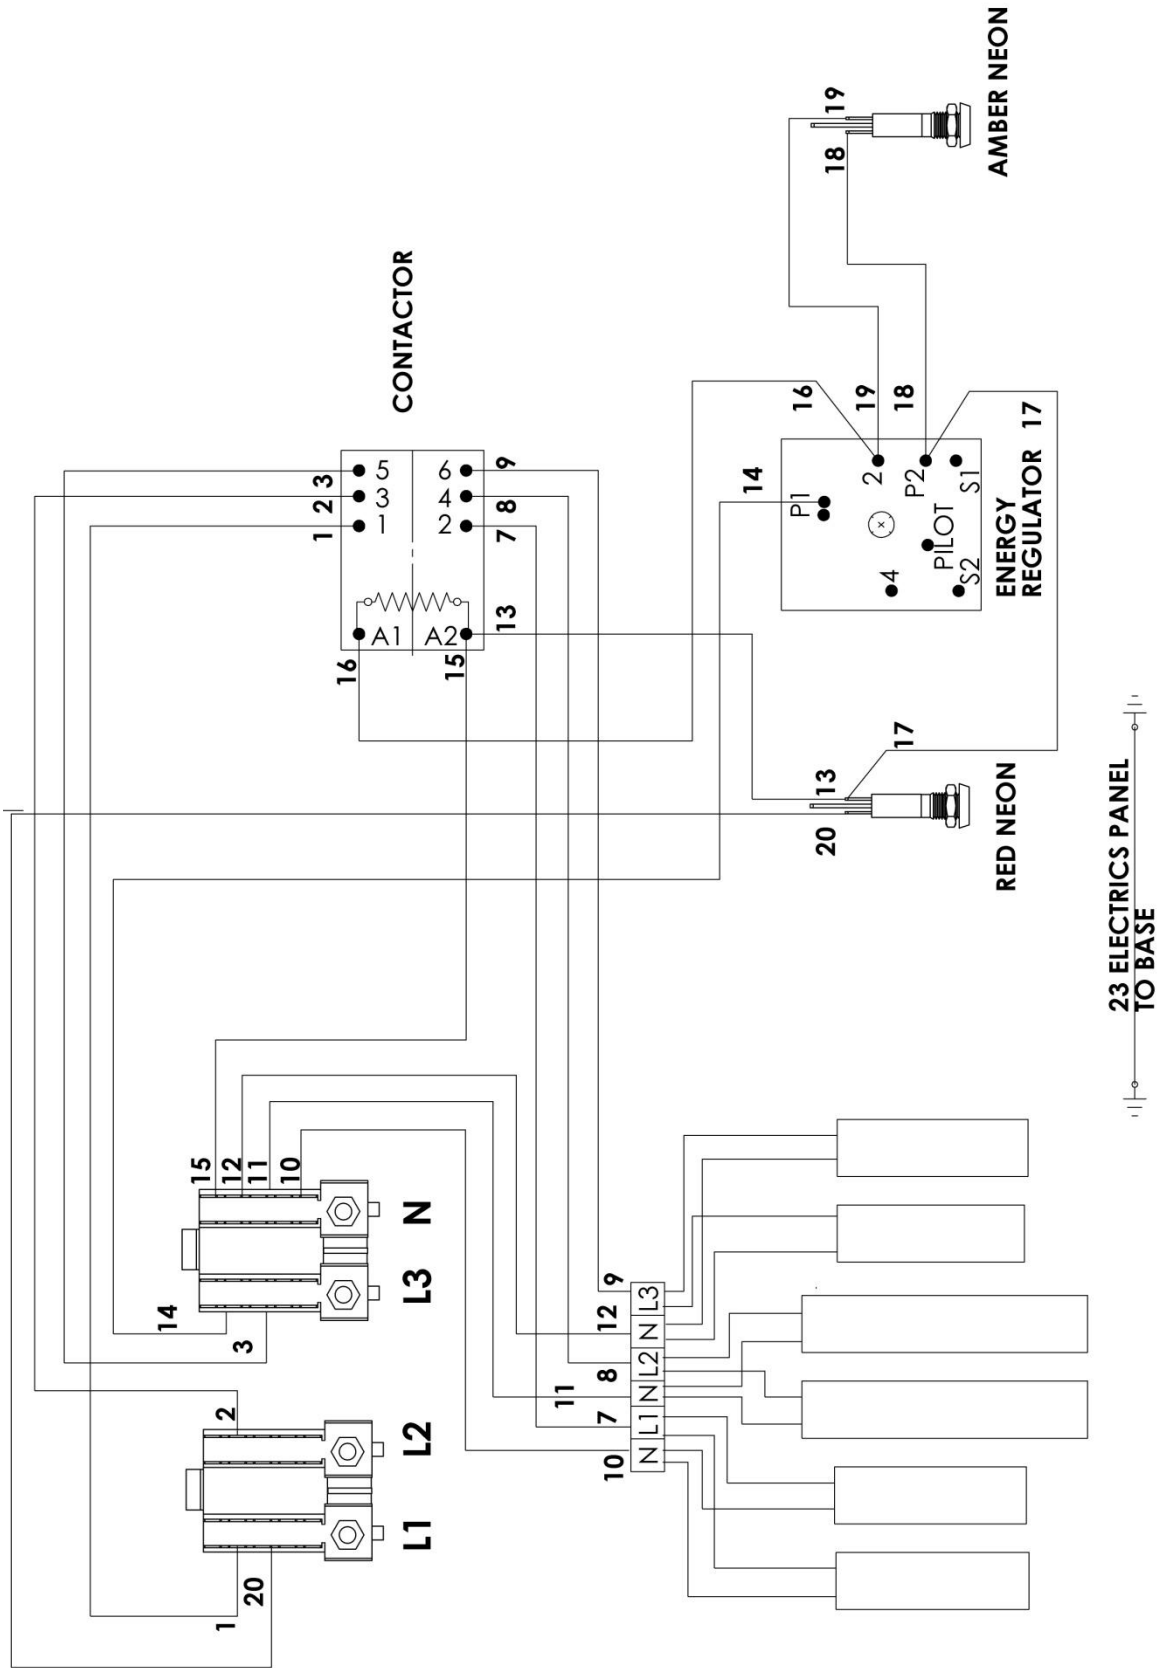 1
20
2
14
3
15
12
11
10
L1
L2
L3
N
16
15
13
A1
A2
1
3
5
2
4
6
1
2
3
7
8
9
CONTACTOR
10
7
11
8
12
9
N
L1
N
L2
N
L3
20
13
17
RED NEON
14
16
19
18
P1
2
P2
4
PILOT
S1
S2
ENERGY
REGULATOR 17
18
19
AMBER NEON
23 ELECTRICS PANEL
TO BASE